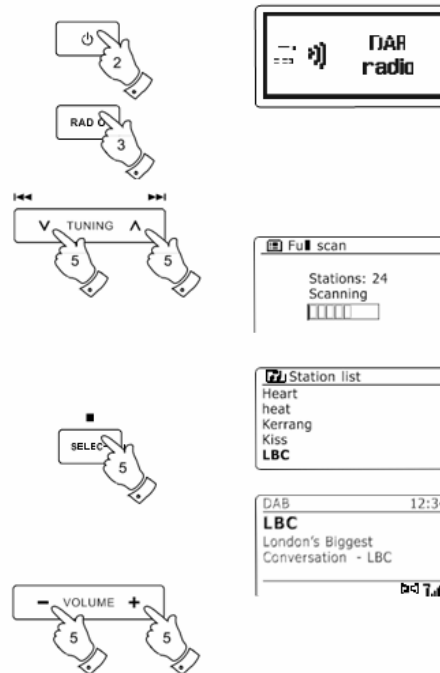 2
DAB
radio
RADIO
3
TUNING
5
5
Full scan
Stations: 24
Scanning
Station list
Heart
heat
Kerrang
Kiss
LBC
SELEC
5
DAB 12:34
LBC
London's Biggest
Conversation - LBC
- VOLUME +
5
5